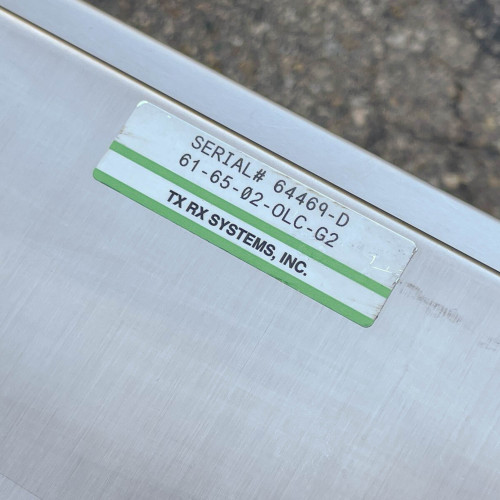 SERIAL# 64469-D
61-65-02-OLC-G2
TX RX SYSTEMS, INC.